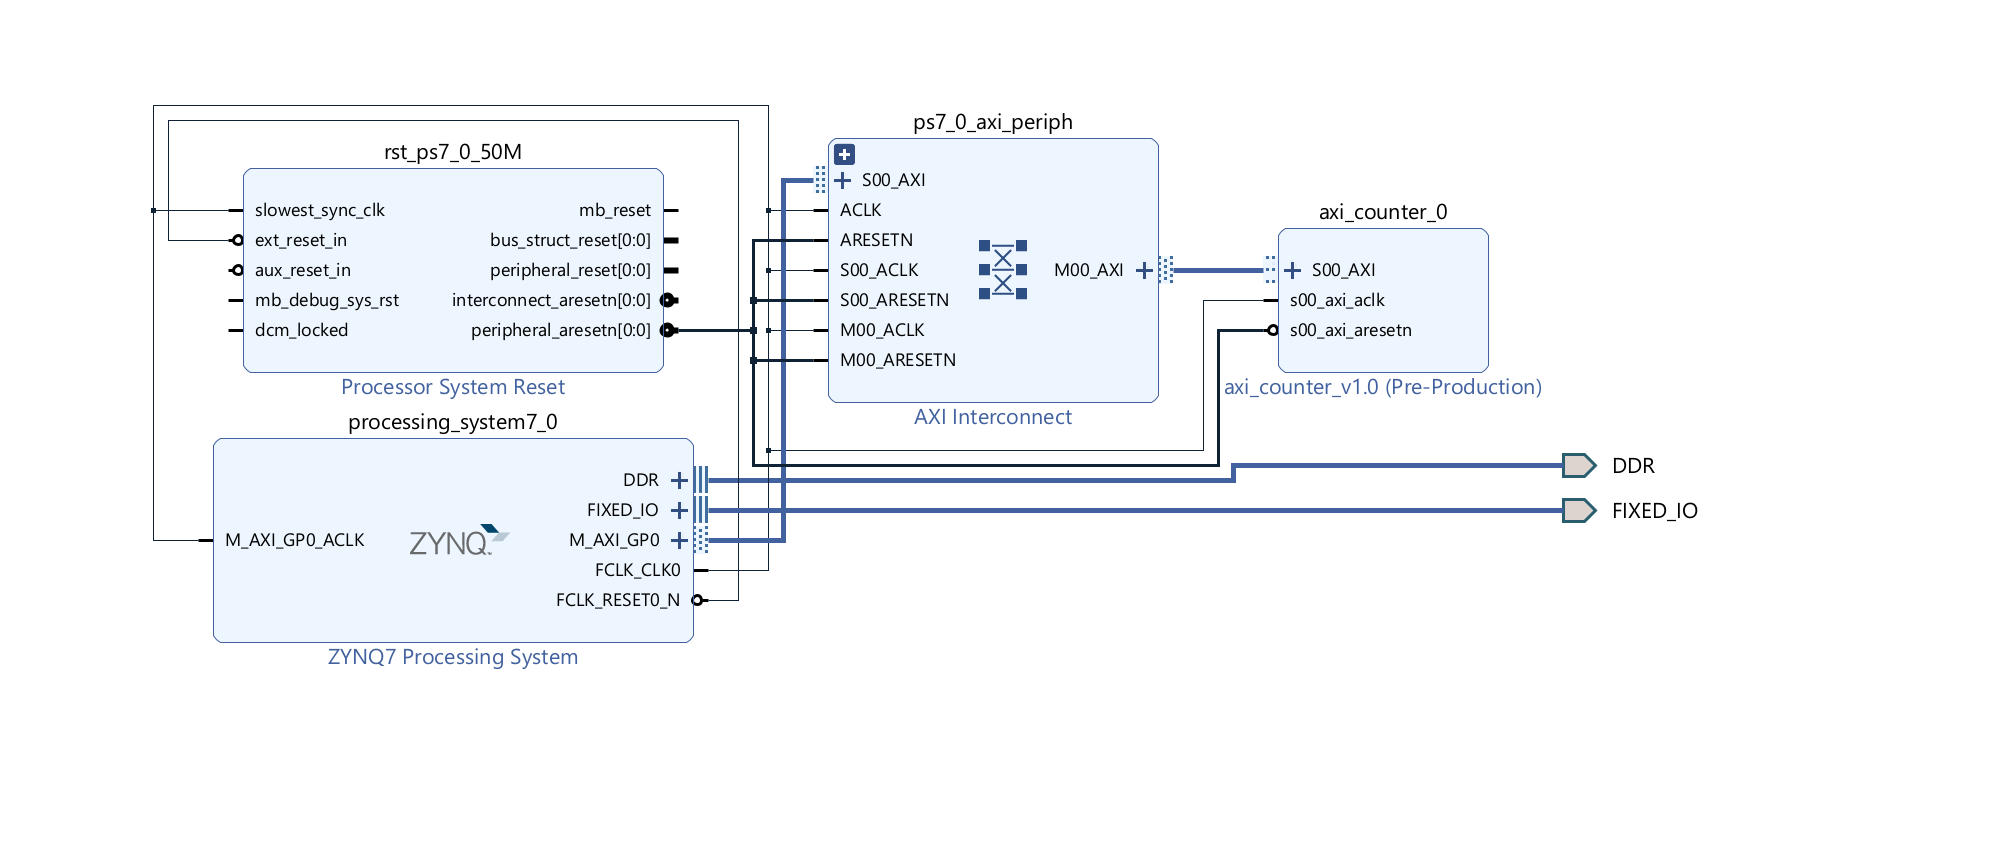 rst_ps7_0_50M
slowest_sync_clk
ext_reset_in
aux_reset_in
mb_debug_sys_rst
dcm_locked
mb_reset
bus_struct_reset[0:0]
peripheral_reset[0:0]
interconnect_aresetn[0:0]
peripheral_aresetn[0:0]
Processor System Reset
processing_system7_0
M_AXI_GP0_ACLK
ZYNQ
DDR
FIXED_IO
M_AXI_GP0
FCLK_CLK0
FCLK_RESET0_N
ZYNQ7 Processing System
ps7_0_axi_periph
S00_AXI
ACLK
ARESETN
S00_ACLK
S00_ARESETN
M00_ACLK
M00_ARESETN
M00_AXI
AXI Interconnect
axi_counter_0
S00_AXI
s00_axi_aclk
s00_axi_aresetn
axi_counter_v1.0 (Pre-Production)
DDR
FIXED_IO